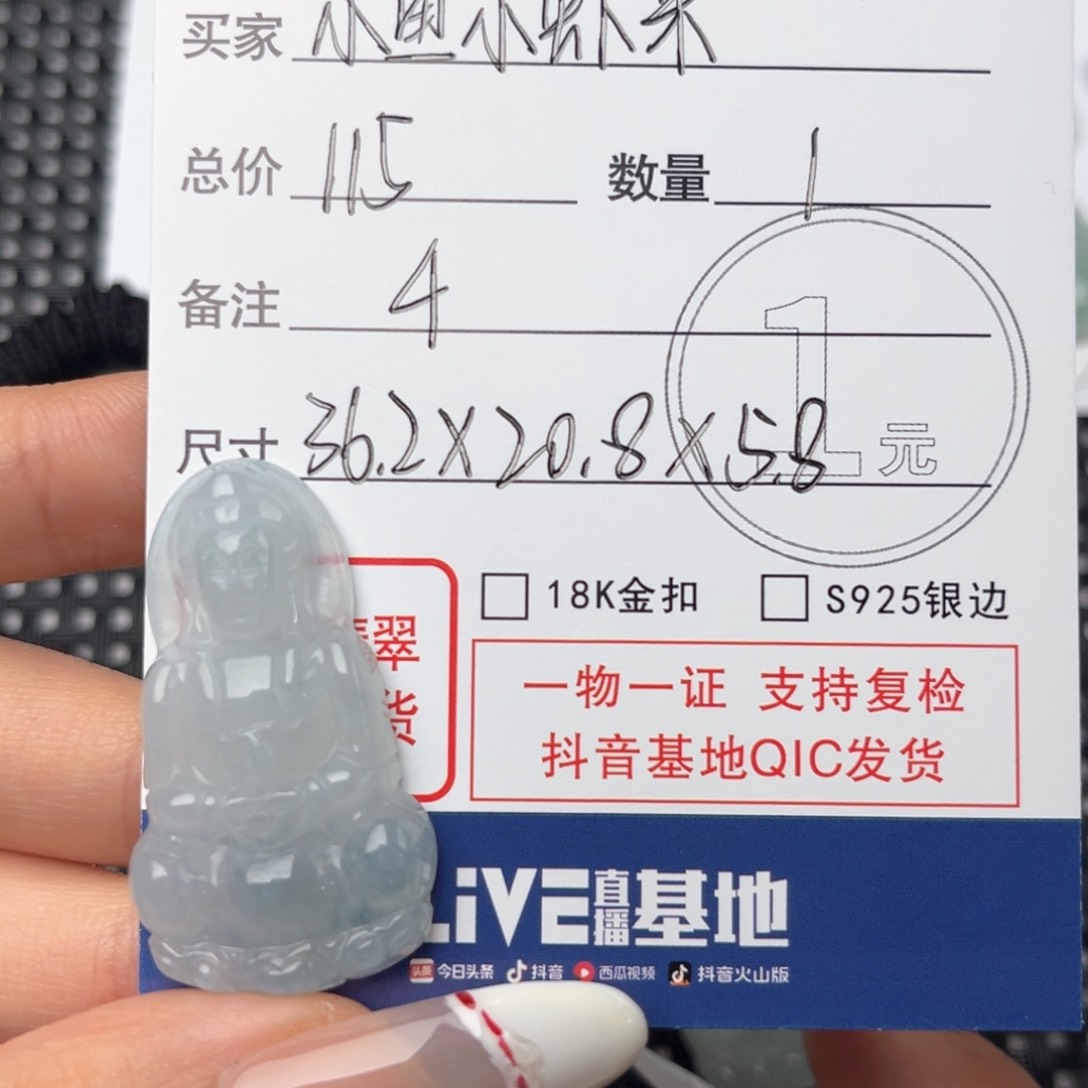 买家
总价 115 数量 1
备注 4
1元
尺寸 36.2X20.8X5.8
翠
货
18K金扣 S925银边
一物一证 支持复检
抖音基地QIC发货
LiVE直播基地
头条 今日头条 抖音 西瓜视频 抖音火山版